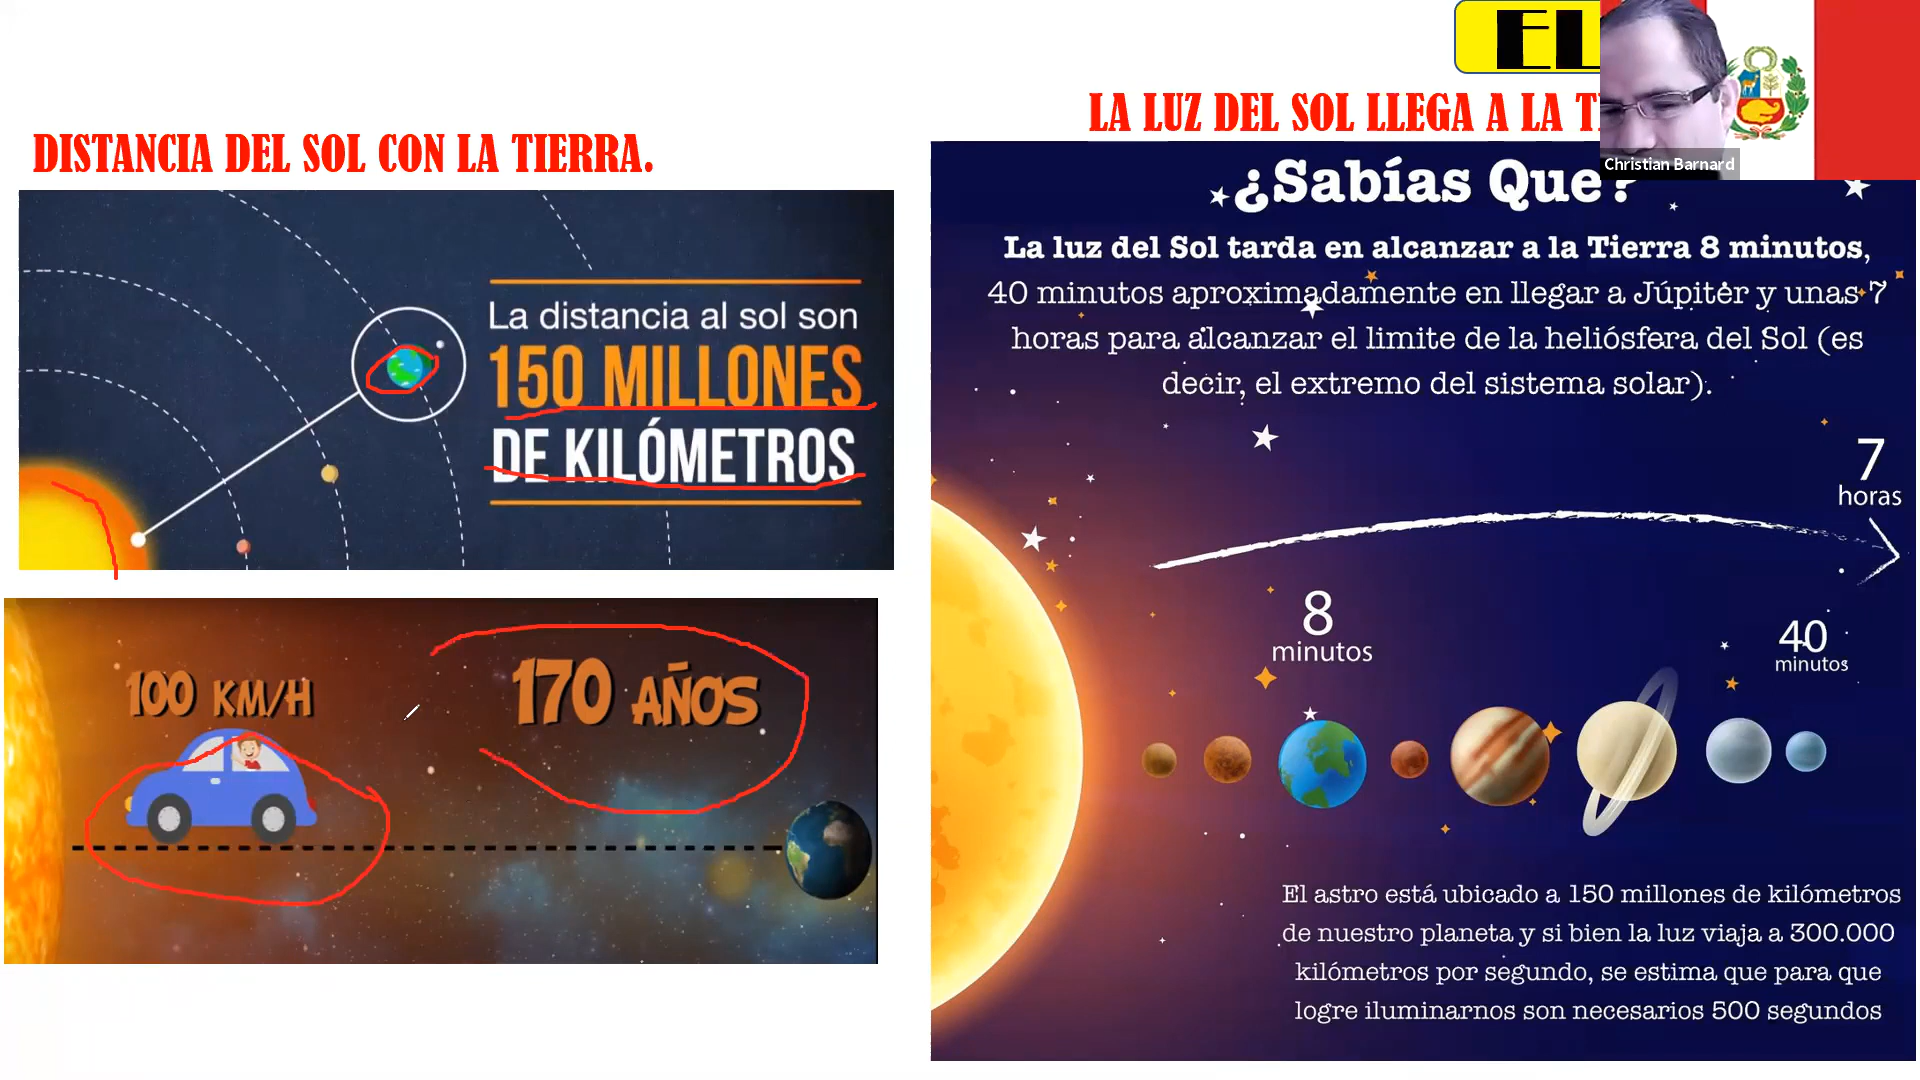 EL
LA LUZ DEL SOL LLEGA A LA
Christian Barnard
DISTANCIA DEL SOL CON LA TIERRA.
La distancia al sol son
150 MILLONES
DE KILÓMETROS
100 KM/H
170 AÑOS
¿Sabías Que?
La luz del Sol tarda en alcanzar a la Tierra 8 minutos,
40 minutos aproximadamente en llegar a Júpiter y unas 7
horas para alcanzar el limite de la heliósfera del Sol (es
decir, el extremo del sistema solar).
7
horas
8
minutos
40
minutos
El astro está ubicado a 150 millones de kilómetros
de nuestro planeta y si bien la luz viaja a 300.000
kilómetros por segundo, se estima que para que
logre iluminarnos son necesarios 500 segundos